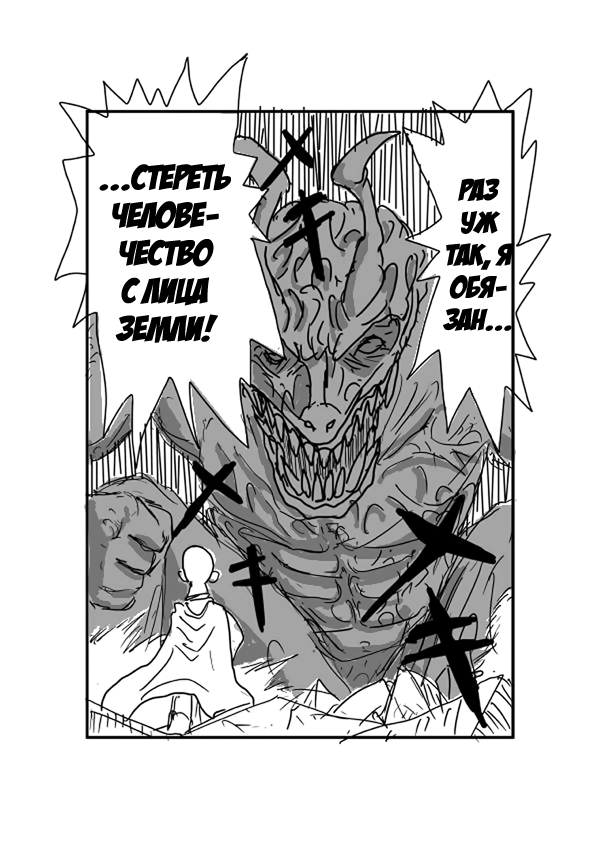 РАЗ
УЖ
ТАК, Я
ОБЯ-
ЗАН...
...СТЕРЕТЬ
ЧЕЛОВЕ-
ЧЕСТВО
С ЛИЦА
ЗЕМЛИ!